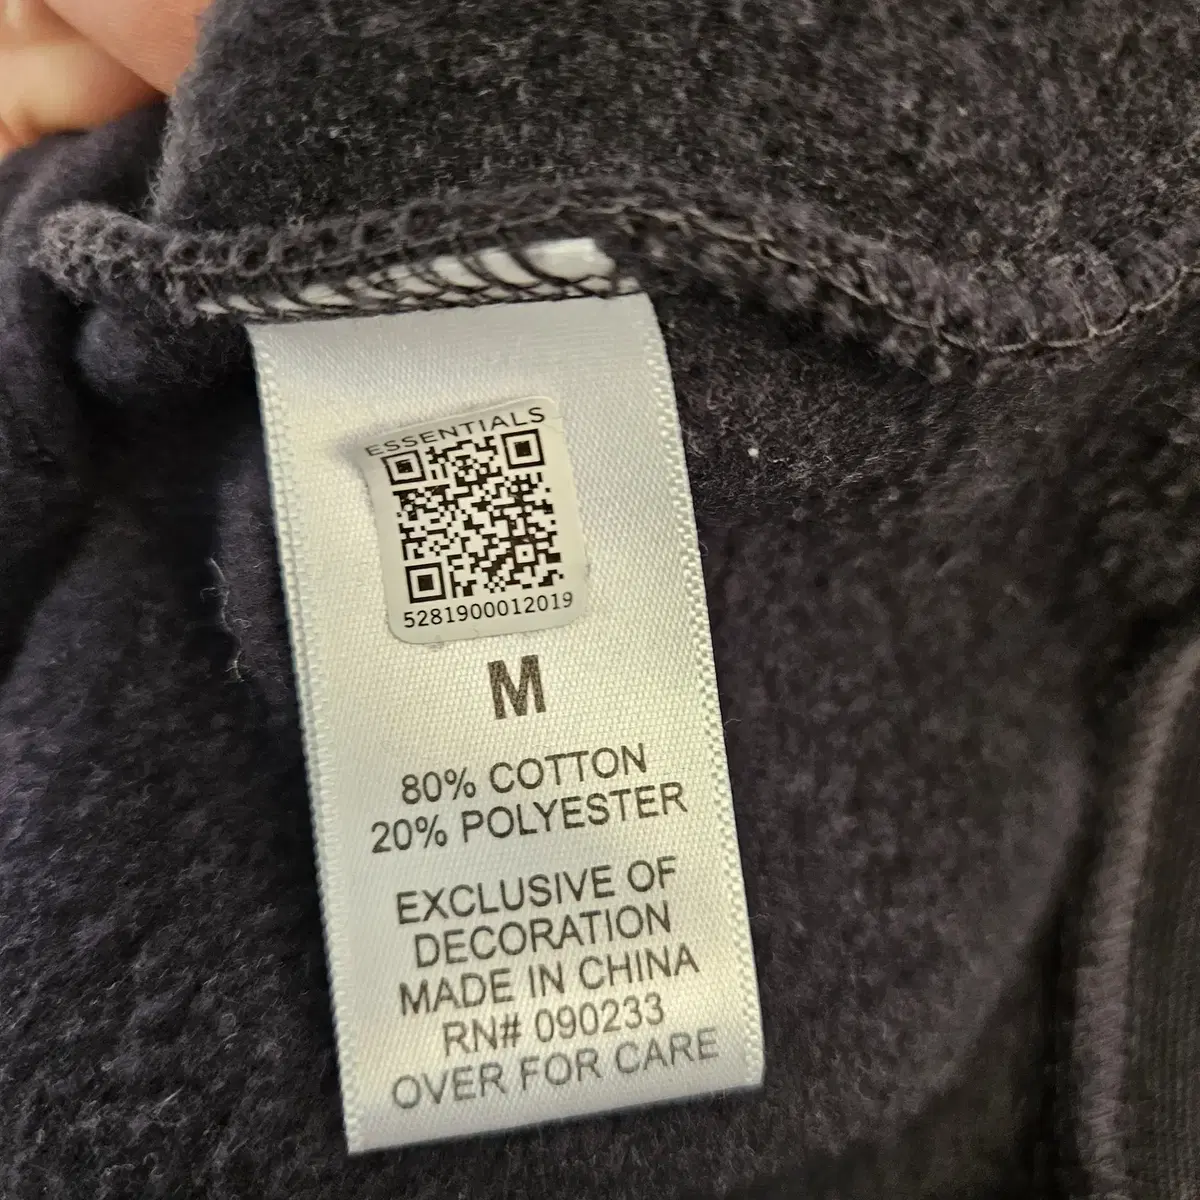 ESSENTIALS
5281900012019
M
80% COTTON
20% POLYESTER
EXCLUSIVE OF
DECORATION
MADE IN CHINA
RN# 090233
OVER FOR CARE